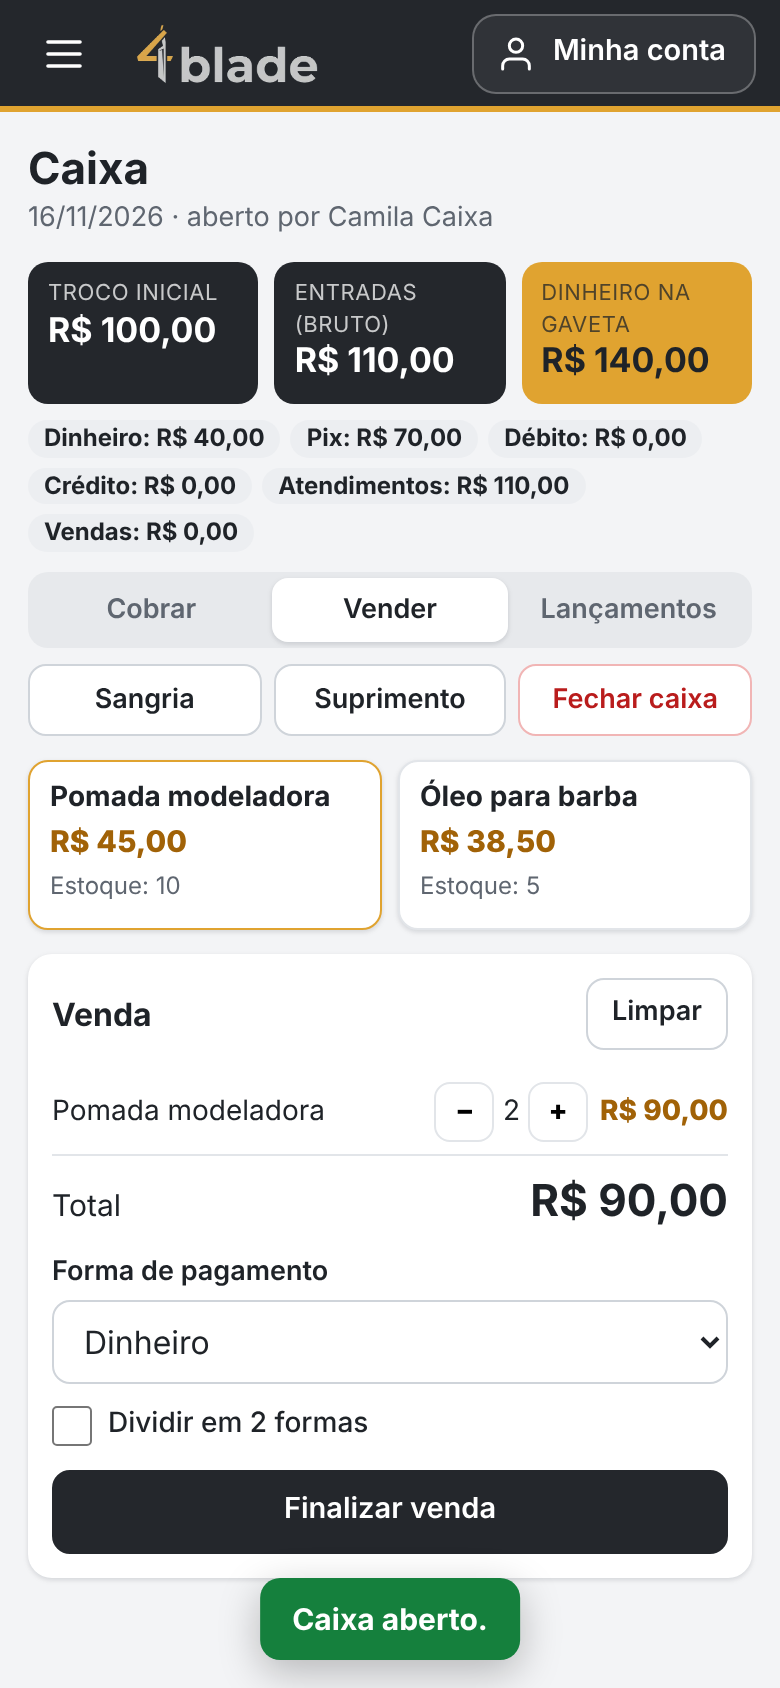 4blade
Minha conta
Caixa
16/11/2026 · aberto por Camila Caixa
TROCO INICIAL
R$ 100,00
ENTRADAS
(BRUTO)
R$ 110,00
DINHEIRO NA
GAVETA
R$ 140,00
Dinheiro: R$ 40,00
Pix: R$ 70,00
Débito: R$ 0,00
Crédito: R$ 0,00
Atendimentos: R$ 110,00
Vendas: R$ 0,00
Cobrar
Vender
Lançamentos
Sangria
Suprimento
Fechar caixa
Pomada modeladora
R$ 45,00
Estoque: 10
Óleo para barba
R$ 38,50
Estoque: 5
Venda
Limpar
Pomada modeladora
− 2 + R$ 90,00
Total
R$ 90,00
Forma de pagamento
Dinheiro
Dividir em 2 formas
Finalizar venda
Caixa aberto.